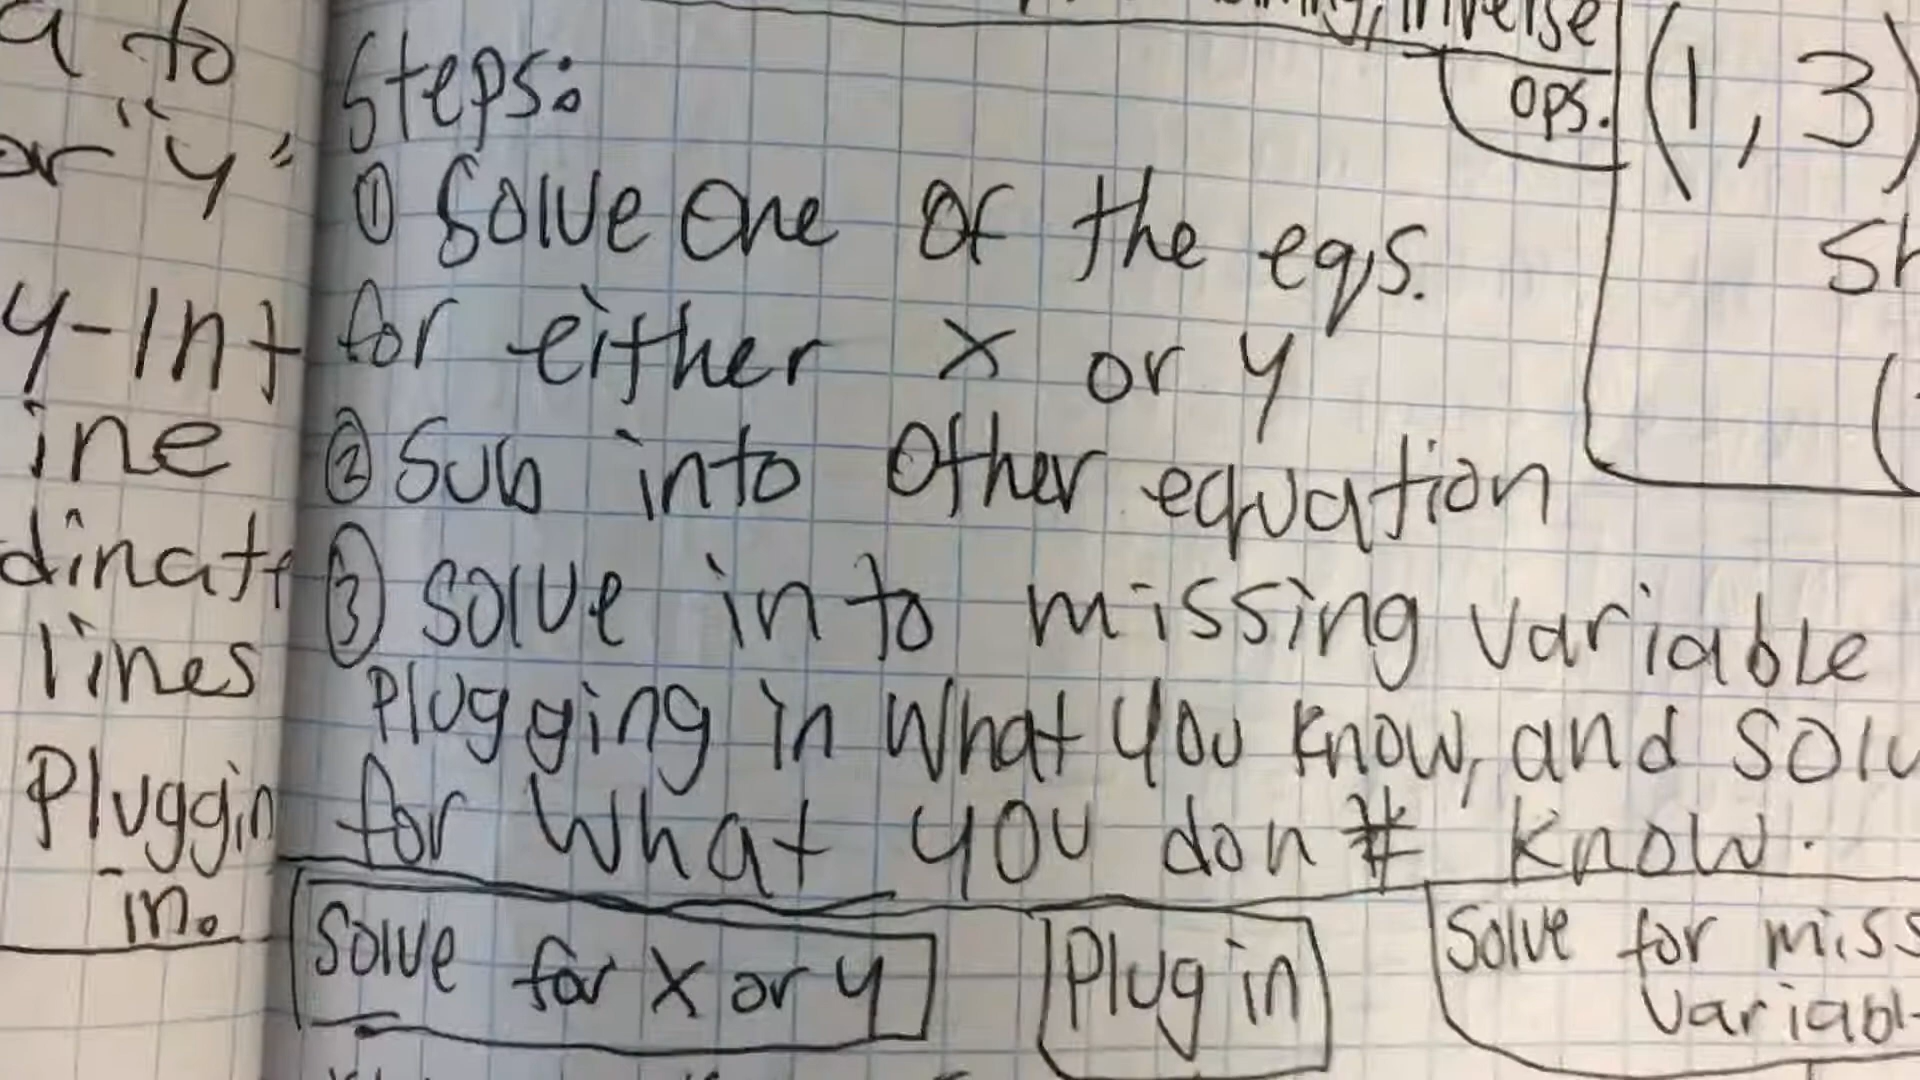 a to
or "y"
y-int
ine
lines
Pluggin
in.
inverse
ops.
Steps:
① Solve one of the eqs.
for either x or y
② Sub into other equation
③ solve in to missing variable
Plugging in what you know, and solv
for what you don't know.
Solve for x or y
Plug in
Solve for miss
variabl
(1, 3)